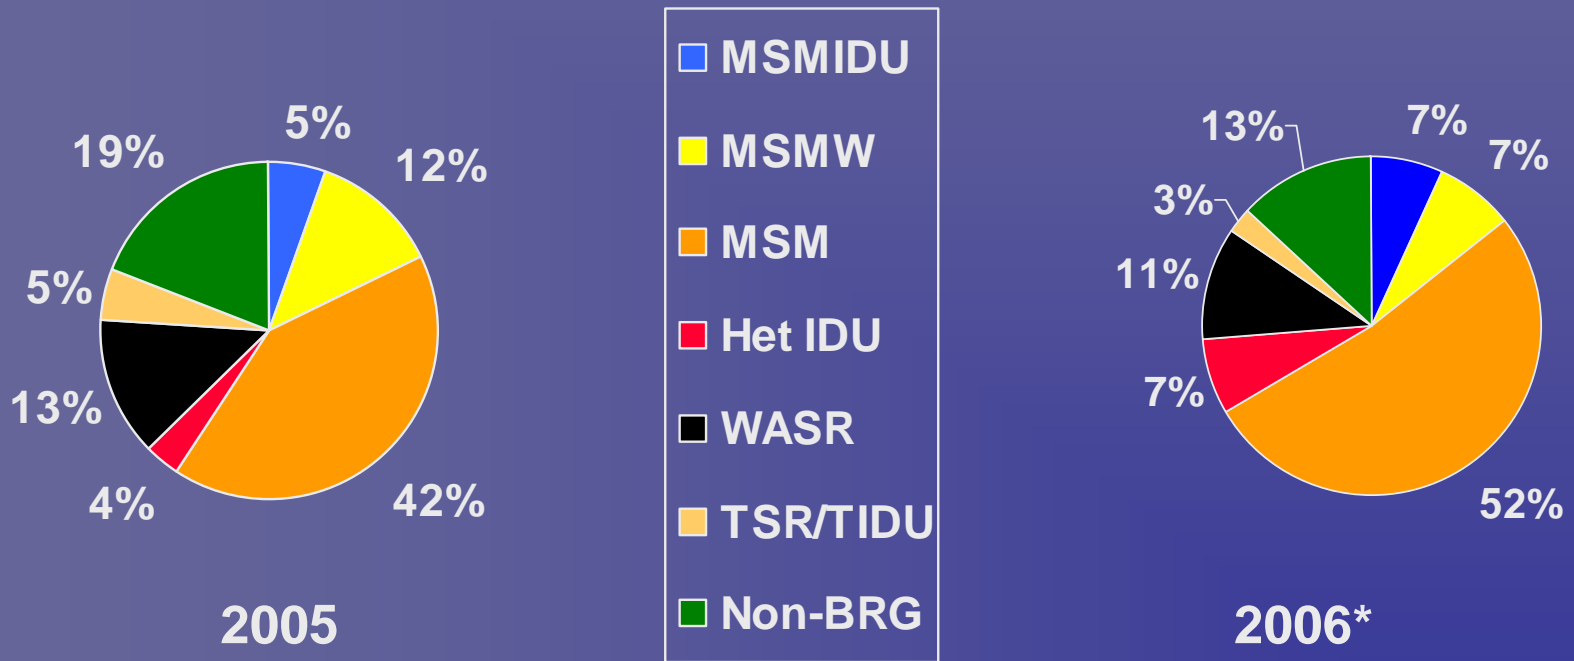 5%
12%
42%
4%
13%
5%
19%
2005
MSMIDU
MSMW
MSM
Het IDU
WASR
TSR/TIDU
Non-BRG
7%
7%
52%
7%
11%
3%
13%
2006*